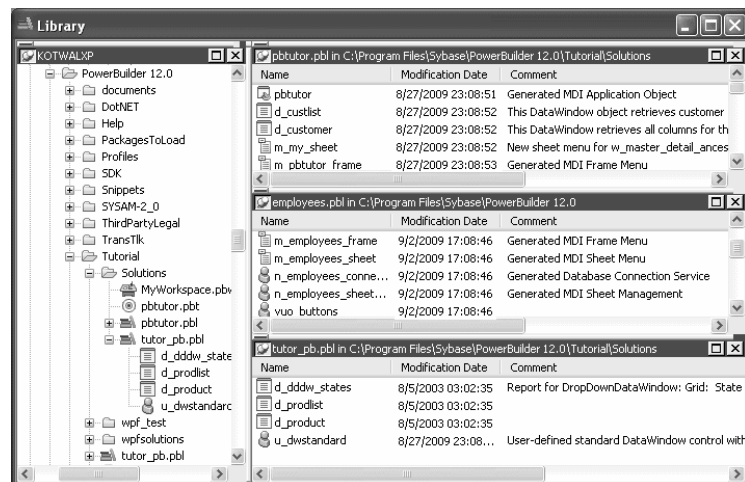 Library
KOTWALXP
PowerBuilder 12.0
documents
DotNET
Help
PackagesToLoad
Profiles
SDK
Snippets
SYSAM-2_0
ThirdPartyLegal
TransTlk
Tutorial
Solutions
MyWorkspace.pbw
pbtutor.pbt
pbtutor.pbl
tutor_pb.pbl
d_dddw_state
d_prodlist
d_product
u_dwstandard
wpf_test
wpfsolutions
tutor_pb.pbl
pbtutor.pbl in C:\Program Files\Sybase\PowerBuilder 12.0\Tutorial\Solutions
Name Modification Date Comment
pbtutor 8/27/2009 23:08:51 Generated MDI Application Object
d_custlist 8/27/2009 23:08:52 This DataWindow object retrieves customer
d_customer 8/27/2009 23:08:52 This DataWindow retrieves all columns for th
m_my_sheet 8/27/2009 23:08:52 New sheet menu for w_master_detail_ances
m_pbtutor_frame 8/27/2009 23:08:53 Generated MDI Frame Menu
employees.pbl in C:\Program Files\Sybase\PowerBuilder 12.0
Name Modification Date Comment
m_employees_frame 9/2/2009 17:08:46 Generated MDI Frame Menu
m_employees_sheet 9/2/2009 17:08:46 Generated MDI Sheet Menu
n_employees_conne... 9/2/2009 17:08:46 Generated Database Connection Service
n_employees_sheet... 9/2/2009 17:08:46 Generated MDI Sheet Management
vuo_buttons 9/2/2009 17:08:46
tutor_pb.pbl in C:\Program Files\Sybase\PowerBuilder 12.0\Tutorial\Solutions
Name Modification Date Comment
d_dddw_states 8/5/2003 03:02:35 Report for DropDownDataWindow: Grid: State
d_prodlist 8/5/2003 03:02:35
d_product 8/5/2003 03:02:35
u_dwstandard 8/27/2009 23:08... User-defined standard DataWindow control with